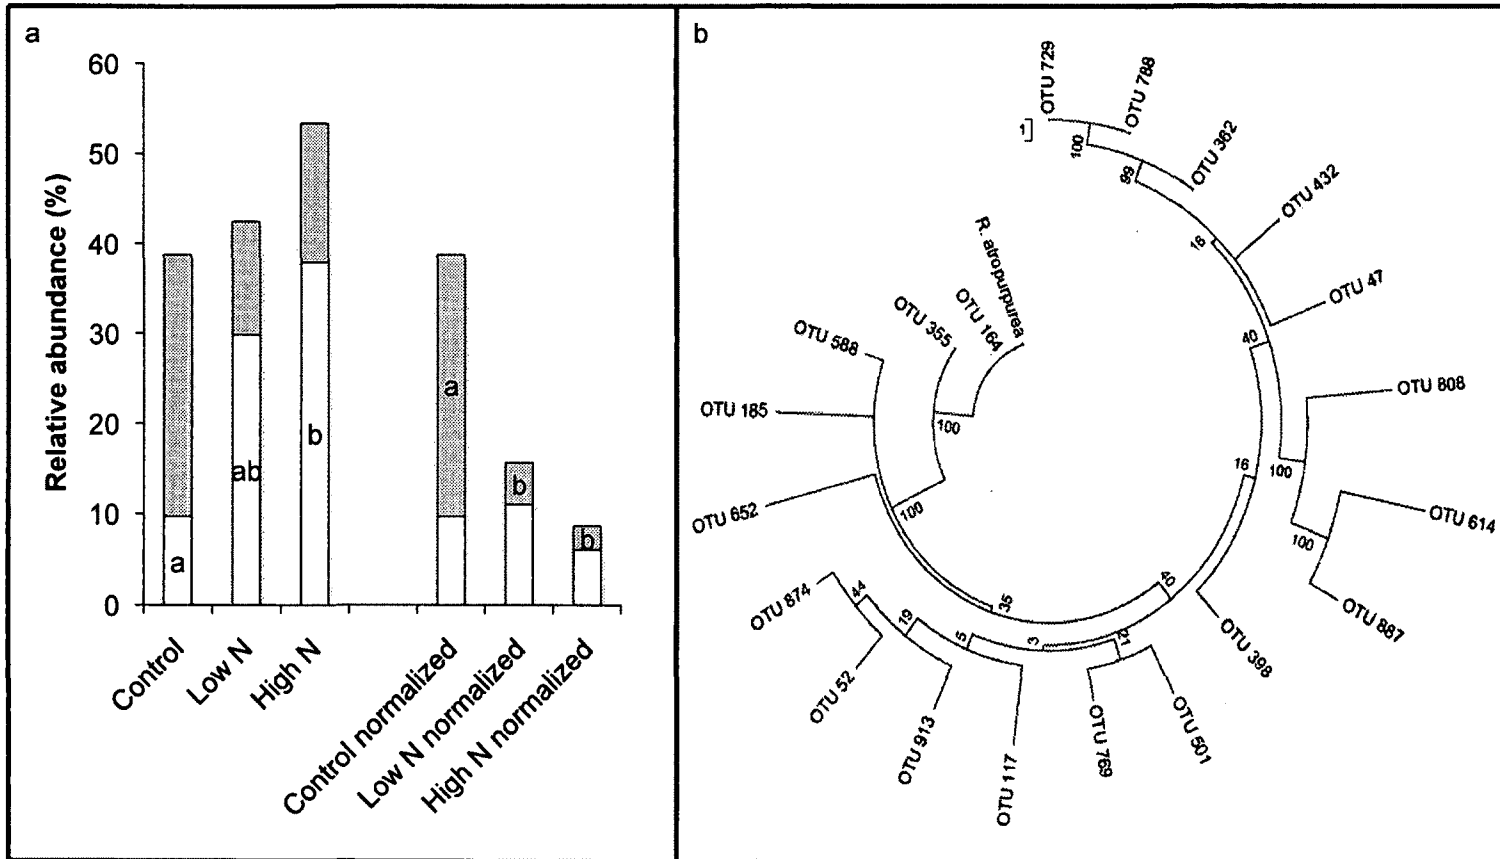 a
60
50
40
30
20
10
0
Relative abundance (%)
a
ab
b
a
b
b
Control
Low N
High N
Control normalized
Low N normalized
High N normalized
b
OTU 729
OTU 788
OTU 362
OTU 432
OTU 47
OTU 808
OTU 614
OTU 887
OTU 398
OTU 501
OTU 769
OTU 117
OTU 913
OTU 52
OTU 874
OTU 652
OTU 185
OTU 588
OTU 355
OTU 164
R. atropurpurea
1
100
99
18
40
100
100
16
40
21
3
5
19
44
35
100
100